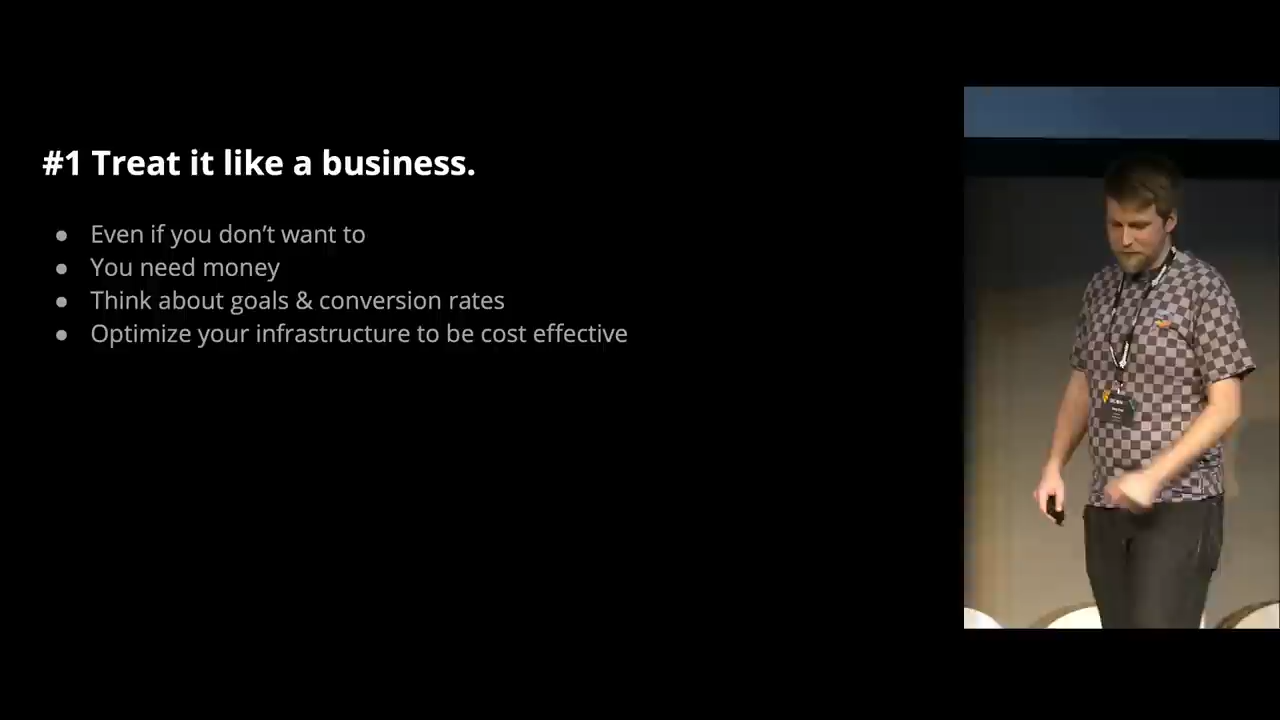 #1 Treat it like a business.
● Even if you don’t want to
● You need money
● Think about goals & conversion rates
● Optimize your infrastructure to be cost effective